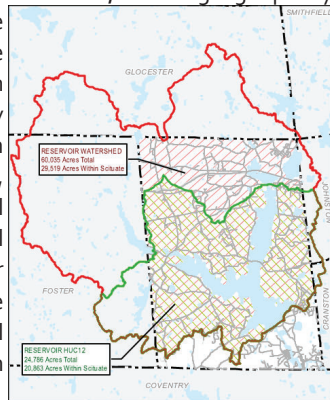 SMITHFIELD
GLOCESTER
RESERVOIR WATERSHED
60,035 Acres Total
29,519 Acres Within Scituate
JOHNSTON
FOSTER
CRANSTON
RESERVOIR HUC12
24,786 Acres Total
20,863 Acres Within Scituate
COVENTRY